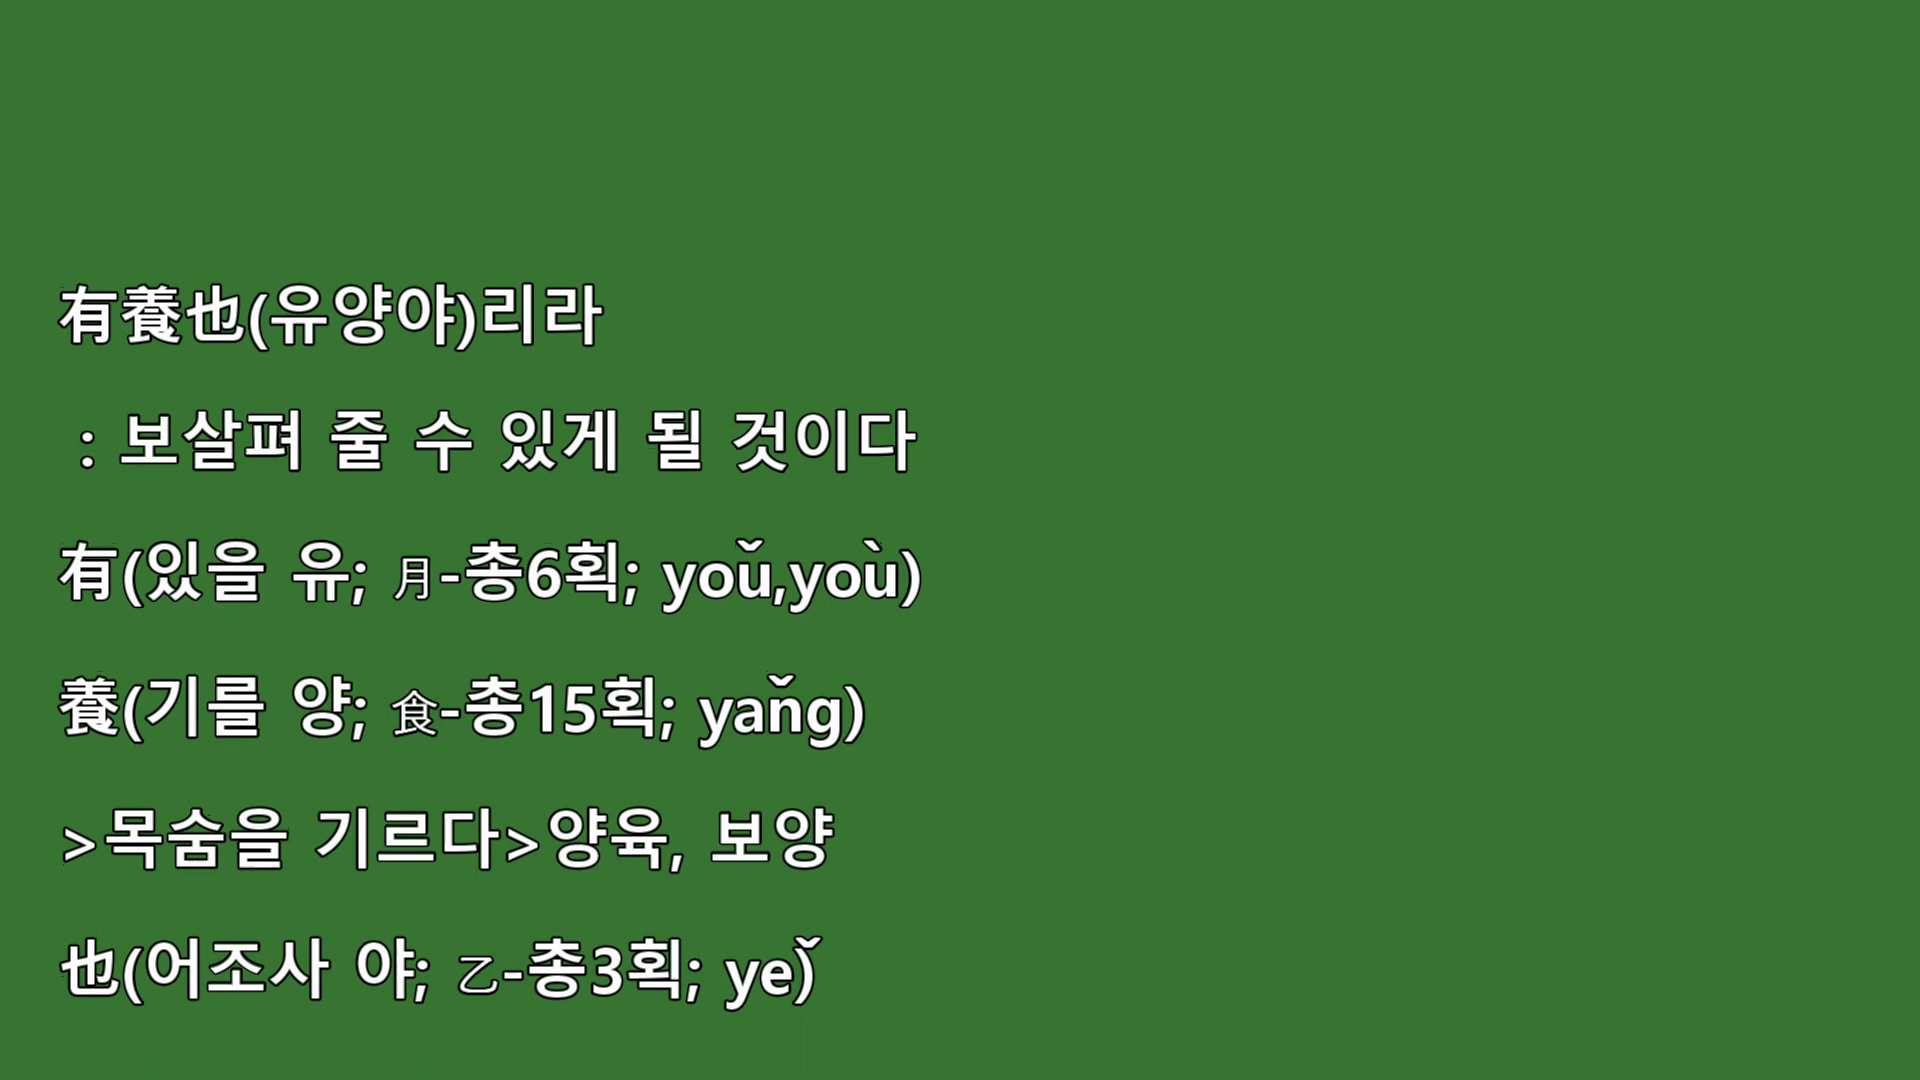 有養也(유양야)리라
: 보살펴 줄 수 있게 될 것이다
有(있을 유; 月-총6획; yoǔ,yoù)
養(기를 양; 食-총15획; yaňg)
>목숨을 기르다>양육, 보양
也(어조사 야; 乙-총3획; ye)̌